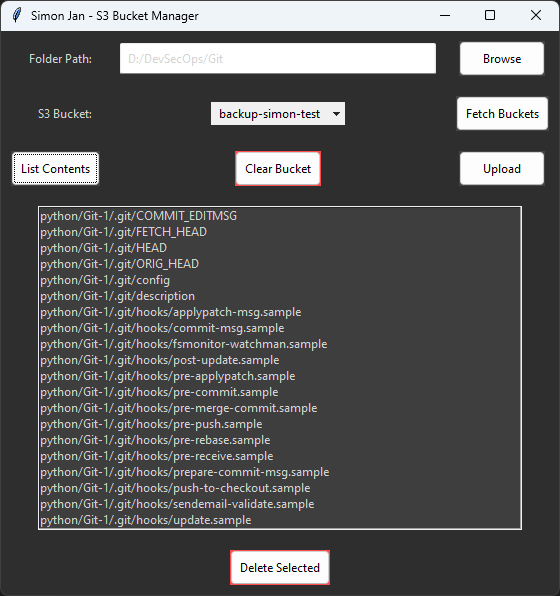 Simon Jan - S3 Bucket Manager
Folder Path: D:/DevSecOps/Git Browse
S3 Bucket: backup-simon-test Fetch Buckets
List Contents Clear Bucket Upload
python/Git-1/.git/COMMIT_EDITMSG
python/Git-1/.git/FETCH_HEAD
python/Git-1/.git/HEAD
python/Git-1/.git/ORIG_HEAD
python/Git-1/.git/config
python/Git-1/.git/description
python/Git-1/.git/hooks/applypatch-msg.sample
python/Git-1/.git/hooks/commit-msg.sample
python/Git-1/.git/hooks/fsmonitor-watchman.sample
python/Git-1/.git/hooks/post-update.sample
python/Git-1/.git/hooks/pre-applypatch.sample
python/Git-1/.git/hooks/pre-commit.sample
python/Git-1/.git/hooks/pre-merge-commit.sample
python/Git-1/.git/hooks/pre-push.sample
python/Git-1/.git/hooks/pre-rebase.sample
python/Git-1/.git/hooks/pre-receive.sample
python/Git-1/.git/hooks/prepare-commit-msg.sample
python/Git-1/.git/hooks/push-to-checkout.sample
python/Git-1/.git/hooks/sendemail-validate.sample
python/Git-1/.git/hooks/update.sample
Delete Selected